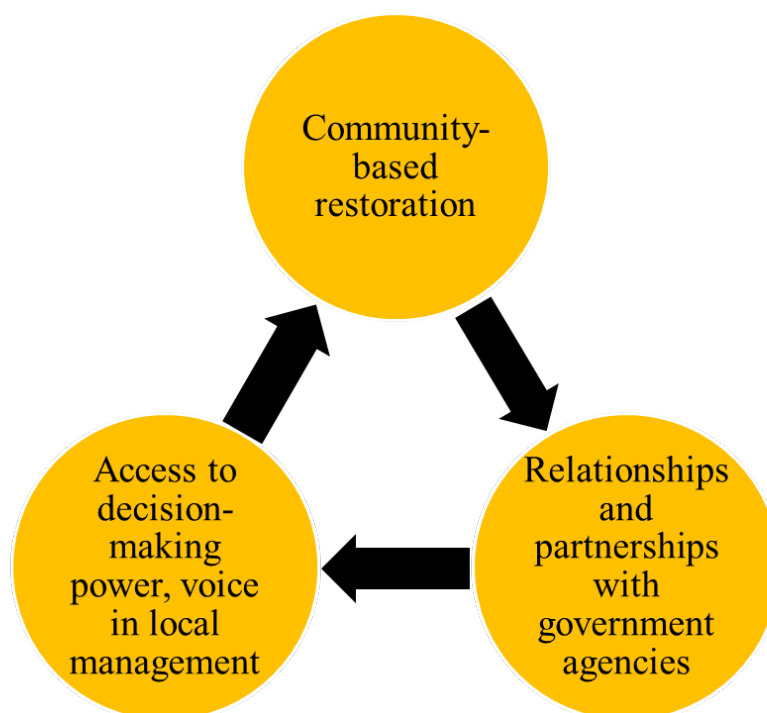 Community-
based
restoration
Access to
decision-
making
power, voice
in local
management
Relationships
and
partnerships
with
government
agencies